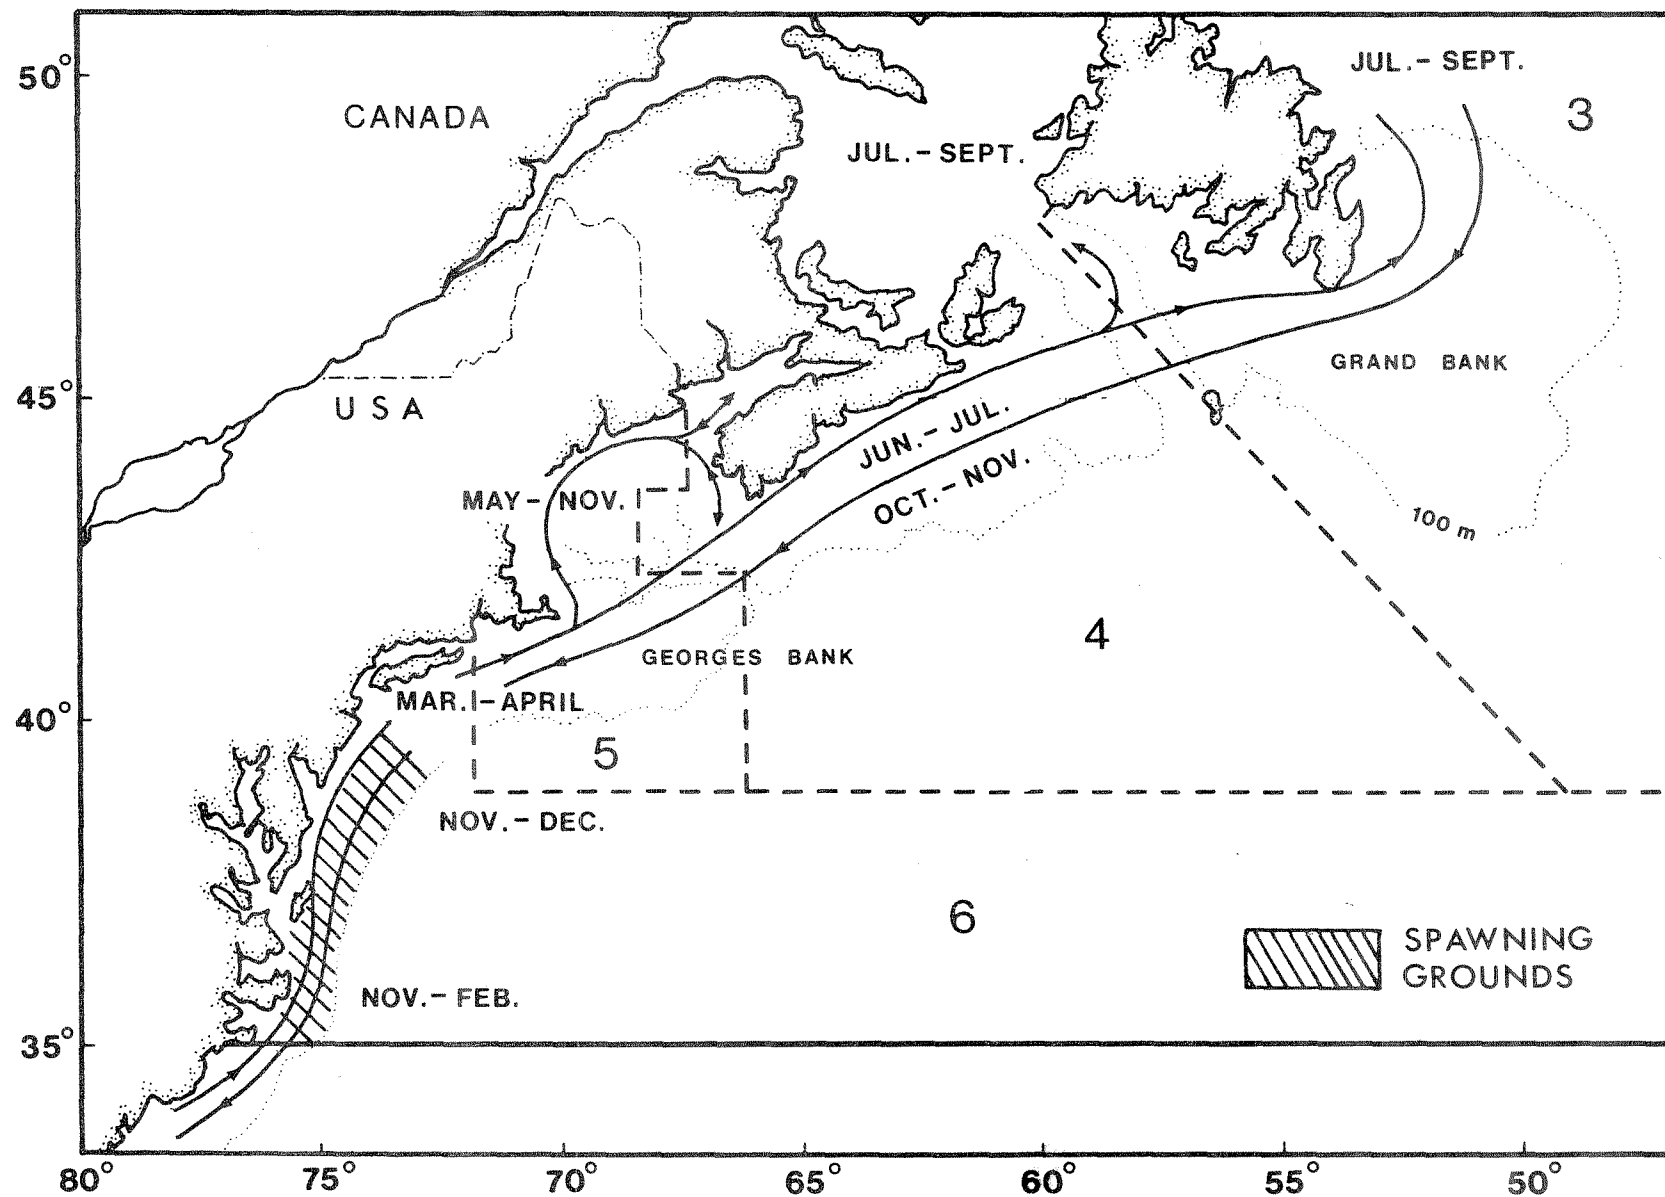 50°
JUL.-SEPT.
3
CANADA
JUL.-SEPT.
GRAND BANK
45°
USA
JUN.-JUL.
MAY-NOV.
OCT.-NOV.
100 m
4
GEORGES BANK
MAR.-APRIL
40°
5
NOV.-DEC.
6
SPAWNING
GROUNDS
NOV.-FEB.
35°
80° 75° 70° 65° 60° 55° 50°